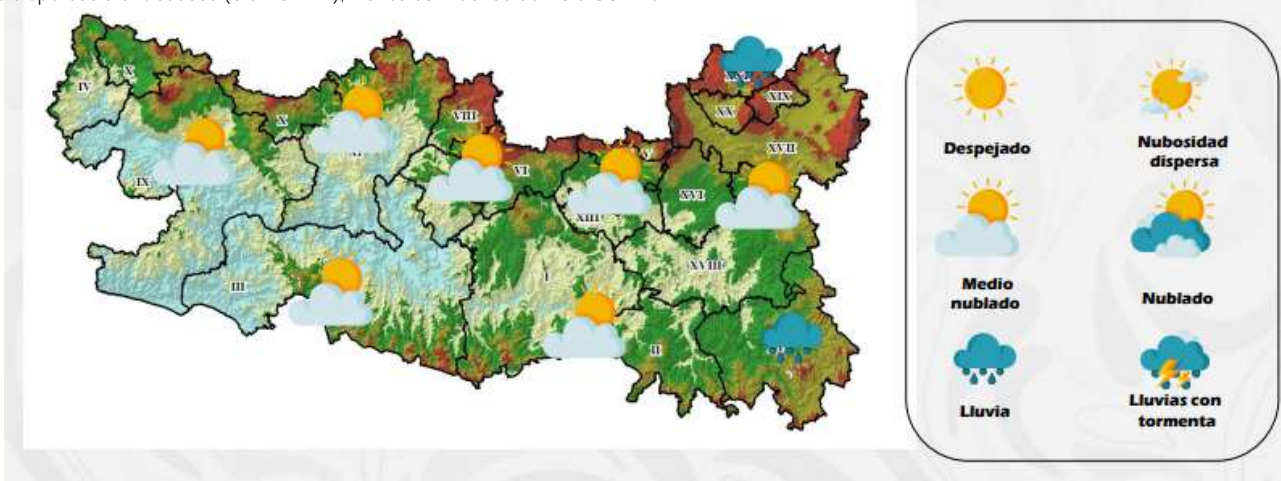 IV
X
X
VIII
XX
XIX
XVII
IX
VI
XVI
XIII
XVIII
III
I
II
Despejado
Nubosidad
dispersa
Medio
nublado
Nublado
Lluvia
Lluvias con
tormenta